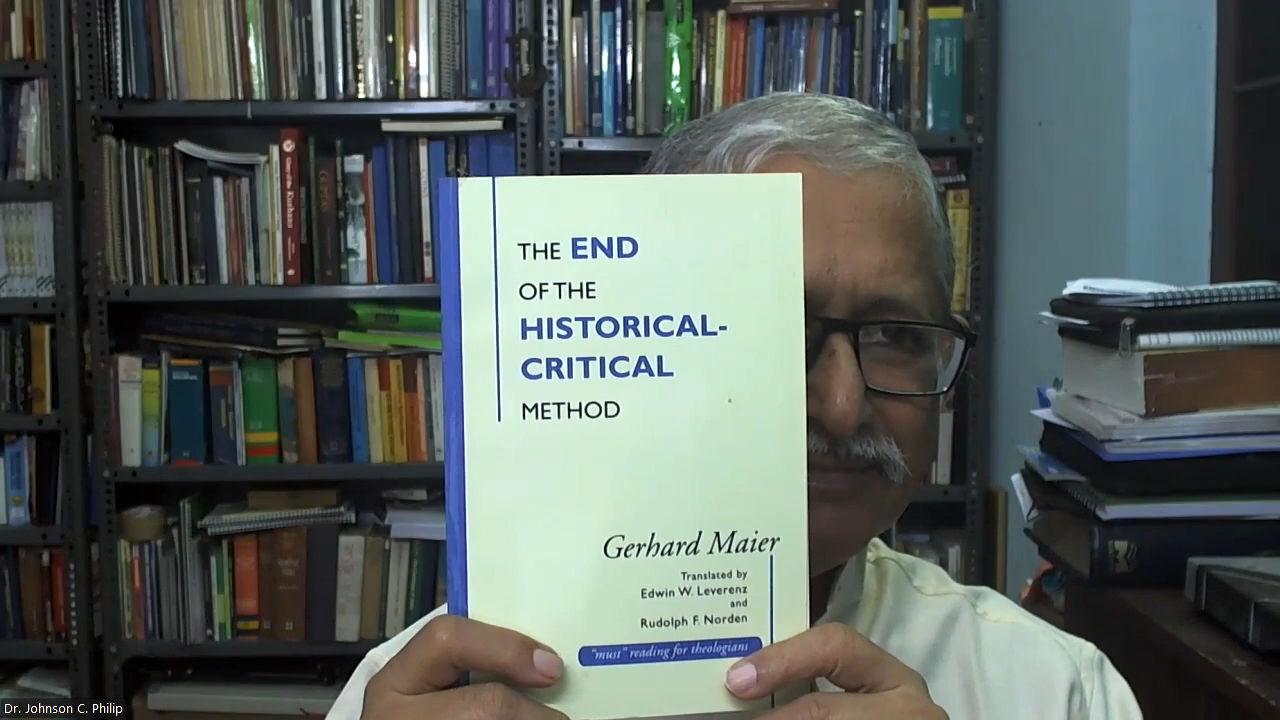 THE END
OF THE
HISTORICAL-
CRITICAL
METHOD
Gerhard Maier
Translated by
Edwin W. Leverenz
and
Rudolph F. Norden
"must" reading for theologians
Dr. Johnson C. Philip